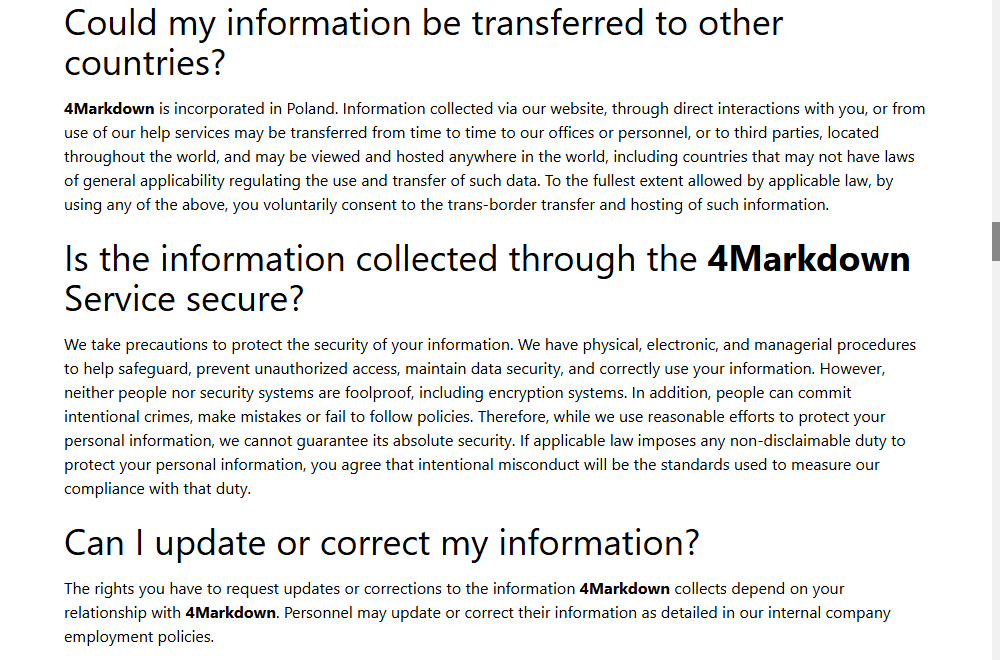 Could my information be transferred to other
countries?
4Markdown is incorporated in Poland. Information collected via our website, through direct interactions with you, or from
use of our help services may be transferred from time to time to our offices or personnel, or to third parties, located
throughout the world, and may be viewed and hosted anywhere in the world, including countries that may not have laws
of general applicability regulating the use and transfer of such data. To the fullest extent allowed by applicable law, by
using any of the above, you voluntarily consent to the trans-border transfer and hosting of such information.
Is the information collected through the 4Markdown
Service secure?
We take precautions to protect the security of your information. We have physical, electronic, and managerial procedures
to help safeguard, prevent unauthorized access, maintain data security, and correctly use your information. However,
neither people nor security systems are foolproof, including encryption systems. In addition, people can commit
intentional crimes, make mistakes or fail to follow policies. Therefore, while we use reasonable efforts to protect your
personal information, we cannot guarantee its absolute security. If applicable law imposes any non-disclaimable duty to
protect your personal information, you agree that intentional misconduct will be the standards used to measure our
compliance with that duty.
Can I update or correct my information?
The rights you have to request updates or corrections to the information 4Markdown collects depend on your
relationship with 4Markdown. Personnel may update or correct their information as detailed in our internal company
employment policies.